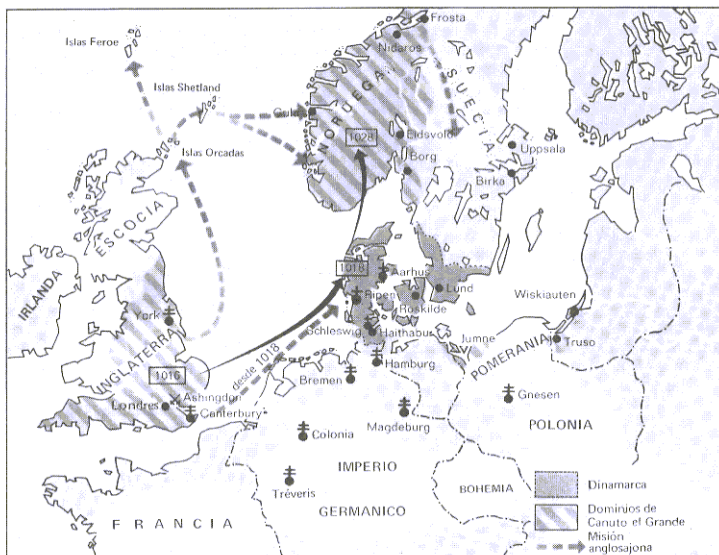 Frosta
Nidaros
Islas Feroe
Islas Shetland
Gula
NORUEGA
SUECIA
1028
Eidsvold
Borg
Uppsala
Birka
Islas Orcadas
ESCOCIA
IRLANDA
1018
Aarhus
Ripen
Lund
Roskilde
Wiskiauten
York
Schleswig
Haithabu
Jumne
Truso
POMERANIA
INGLATERRA
desde 1018
1016
Hamburg
Bremen
Ashingdon
Londres
Canterbury
Gnesen
Magdeburg
POLONIA
Colonia
IMPERIO
Tréveris
BOHEMIA
GERMANICO
FRANCIA
Dinamarca
Dominios de
Canuto el Grande
Misión
anglosajona